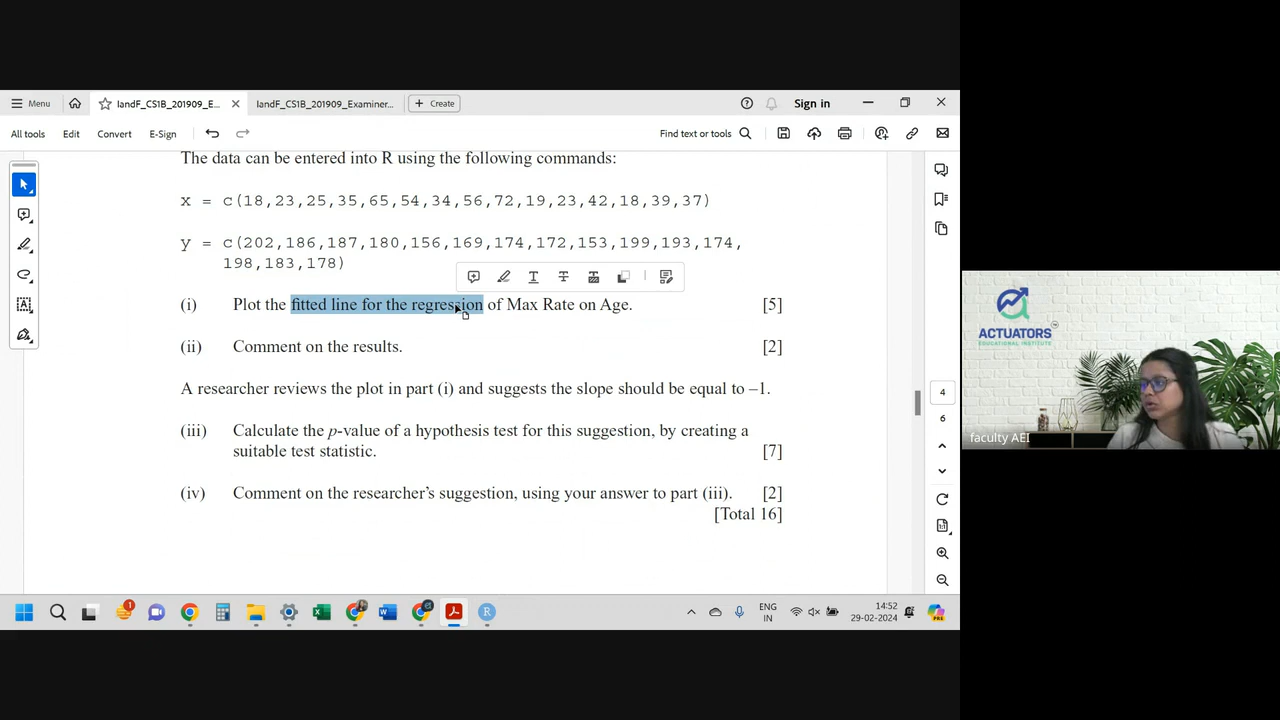 Menu
IandF_CS1B_201909_E...
IandF_CS1B_201909_Examiner...
Create
Sign in
All tools
Edit
Convert
E-Sign
Find text or tools
The data can be entered into R using the following commands:
x = c(18,23,25,35,65,54,34,56,72,19,23,42,18,39,37)
y = c(202,186,187,180,156,169,174,172,153,199,193,174,
198,183,178)
(i) Plot the fitted line for the regression of Max Rate on Age. [5]
(ii) Comment on the results. [2]
A researcher reviews the plot in part (i) and suggests the slope should be equal to –1.
(iii) Calculate the p-value of a hypothesis test for this suggestion, by creating a
suitable test statistic. [7]
(iv) Comment on the researcher's suggestion, using your answer to part (iii). [2]
[Total 16]
4
6
ACTUATORS
EDUCATIONAL INSTITUTE
faculty AEI
ENG
IN
14:52
29-02-2024